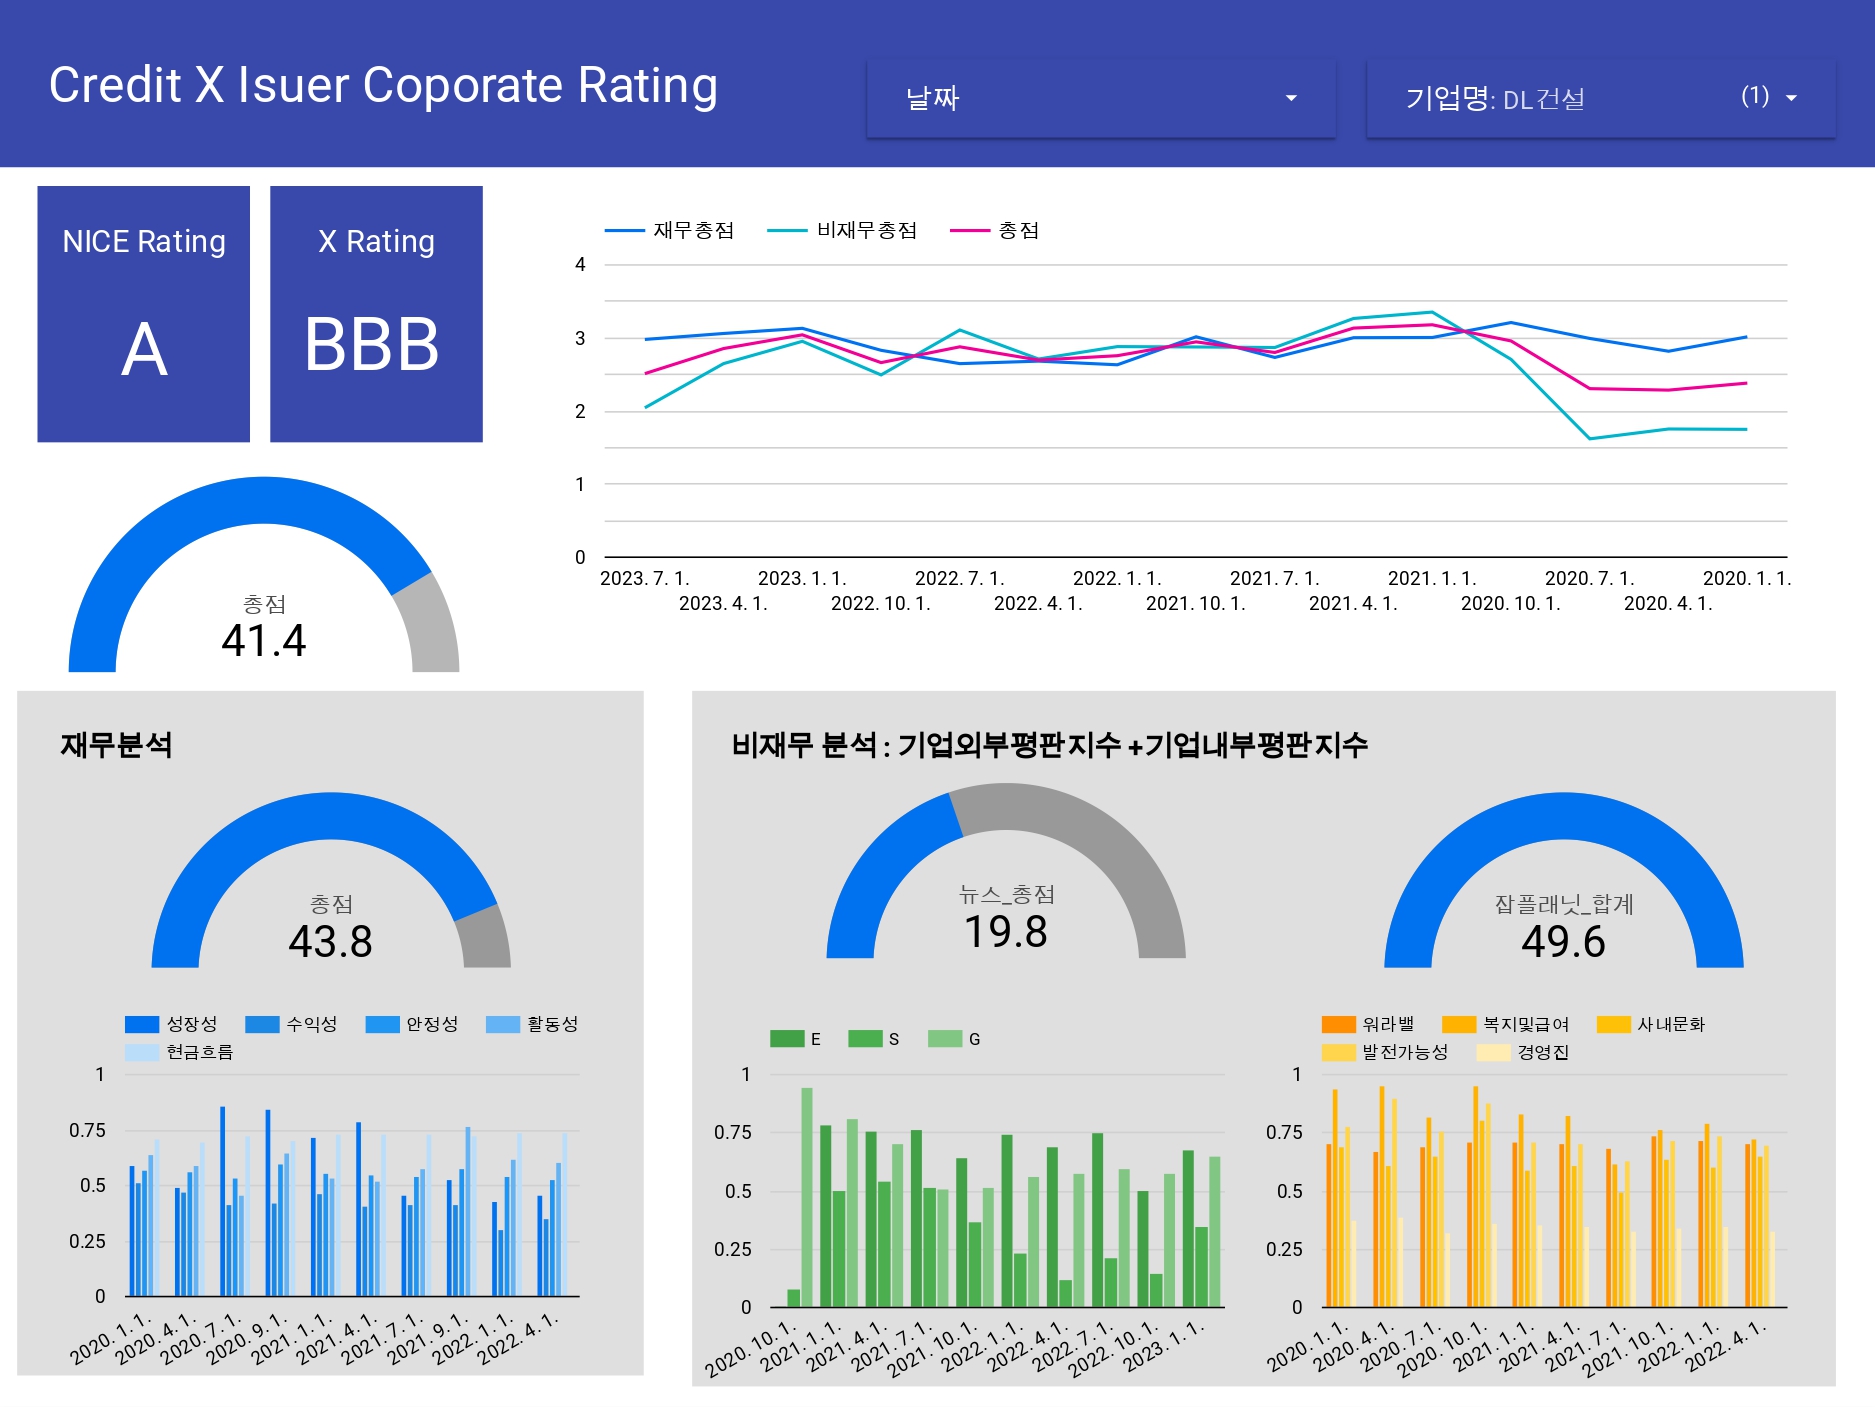 Credit X Isuer Coporate Rating
날짜
기업명: DL건설
(1)
NICE Rating
A
X Rating
BBB
총점
41.4
재무총점 비재무총점 총점
4
3
2
1
0
2023. 7. 1. 2023. 1. 1. 2022. 7. 1. 2022. 1. 1. 2021. 7. 1. 2021. 1. 1. 2020. 7. 1. 2020. 1. 1.
2023. 4. 1. 2022. 10. 1. 2022. 4. 1. 2021. 10. 1. 2021. 4. 1. 2020. 10. 1. 2020. 4. 1.
재무분석
총점
43.8
성장성 수익성 안정성 활동성
현금흐름
1
0.75
0.5
0.25
0
2020. 1. 1. 2020. 4. 1. 2020. 7. 1. 2020. 9. 1. 2021. 1. 1. 2021. 4. 1. 2021. 7. 1. 2021. 9. 1. 2022. 1. 1. 2022. 4. 1.
비재무 분석 : 기업외부평판지수 +기업내부평판지수
뉴스_총점
19.8
E S G
1
0.75
0.5
0.25
0
2020. 10. 1. 2021. 1. 1. 2021. 4. 1. 2021. 7. 1. 2021. 10. 1. 2022. 1. 1. 2022. 4. 1. 2022. 7. 1. 2022. 10. 1. 2023. 1. 1.
잡플래닛_합계
49.6
워라밸 복지및급여 사내문화
발전가능성 경영진
1
0.75
0.5
0.25
0
2020. 1. 1. 2020. 4. 1. 2020. 7. 1. 2020. 10. 1. 2021. 1. 1. 2021. 4. 1. 2021. 7. 1. 2021. 10. 1. 2022. 1. 1. 2022. 4. 1.